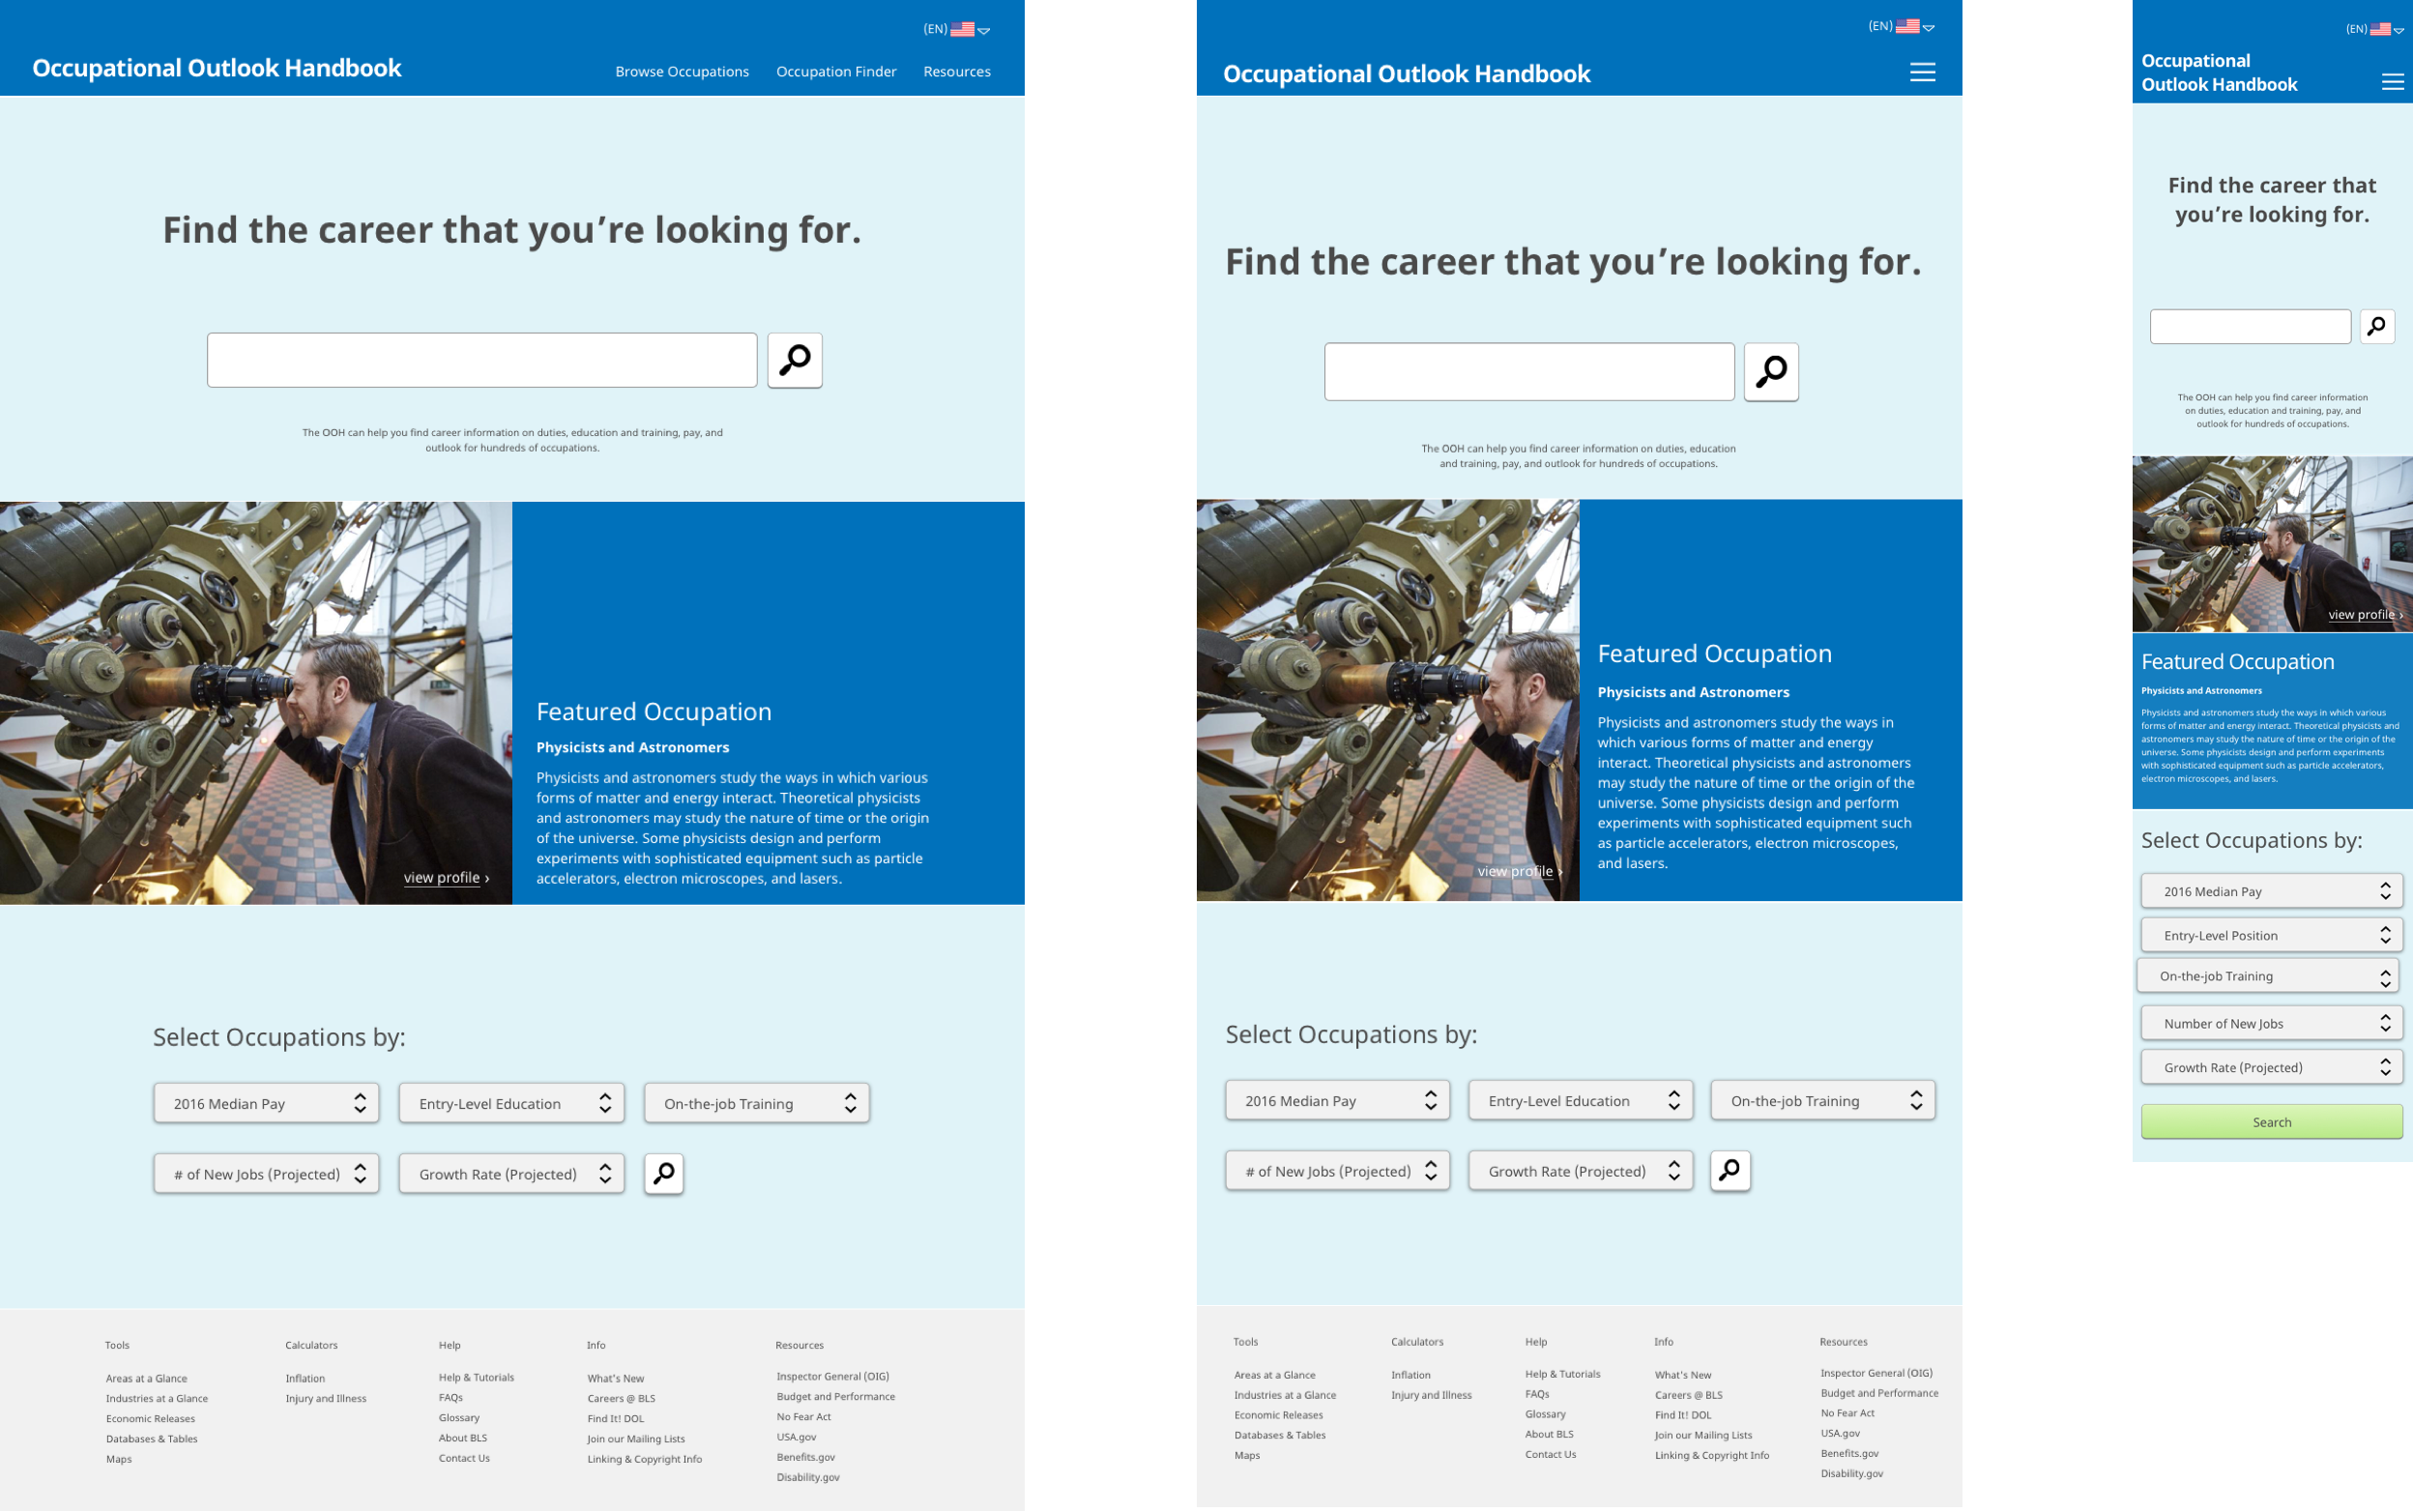 (EN)
Occupational Outlook Handbook
Browse Occupations Occupation Finder Resources
Find the career that you’re looking for.
The OOH can help you find career information on duties, education and training, pay, and
outlook for hundreds of occupations.
view profile ›
Featured Occupation
Physicists and Astronomers
Physicists and astronomers study the ways in which various
forms of matter and energy interact. Theoretical physicists
and astronomers may study the nature of time or the origin
of the universe. Some physicists design and perform
experiments with sophisticated equipment such as particle
accelerators, electron microscopes, and lasers.
Select Occupations by:
2016 Median Pay
Entry-Level Education
On-the-job Training
# of New Jobs (Projected)
Growth Rate (Projected)
Tools
Areas at a Glance
Industries at a Glance
Economic Releases
Databases & Tables
Maps
Calculators
Inflation
Injury and Illness
Help
Help & Tutorials
FAQs
Glossary
About BLS
Contact Us
Info
What's New
Careers @ BLS
Find It! DOL
Join our Mailing Lists
Linking & Copyright Info
Resources
Inspector General (OIG)
Budget and Performance
No Fear Act
USA.gov
Benefits.gov
Disability.gov
(EN)
Occupational Outlook Handbook
Find the career that you’re looking for.
The OOH can help you find career information on duties, education
and training, pay, and outlook for hundreds of occupations.
view profile ›
Featured Occupation
Physicists and Astronomers
Physicists and astronomers study the ways in
which various forms of matter and energy
interact. Theoretical physicists and astronomers
may study the nature of time or the origin of the
universe. Some physicists design and perform
experiments with sophisticated equipment such
as particle accelerators, electron microscopes,
and lasers.
Select Occupations by:
2016 Median Pay
Entry-Level Education
On-the-job Training
# of New Jobs (Projected)
Growth Rate (Projected)
Tools
Areas at a Glance
Industries at a Glance
Economic Releases
Databases & Tables
Maps
Calculators
Inflation
Injury and Illness
Help
Help & Tutorials
FAQs
Glossary
About BLS
Contact Us
Info
What's New
Careers @ BLS
Find It! DOL
Join our Mailing Lists
Linking & Copyright Info
Resources
Inspector General (OIG)
Budget and Performance
No Fear Act
USA.gov
Benefits.gov
Disability.gov
(EN)
Occupational
Outlook Handbook
Find the career that
you’re looking for.
The OOH can help you find career information
on duties, education and training, pay, and
outlook for hundreds of occupations.
view profile ›
Featured Occupation
Physicists and Astronomers
Physicists and astronomers study the ways in which various
forms of matter and energy interact. Theoretical physicists and
astronomers may study the nature of time or the origin of the
universe. Some physicists design and perform experiments
with sophisticated equipment such as particle accelerators,
electron microscopes, and lasers.
Select Occupations by:
2016 Median Pay
Entry-Level Position
On-the-job Training
Number of New Jobs
Growth Rate (Projected)
Search